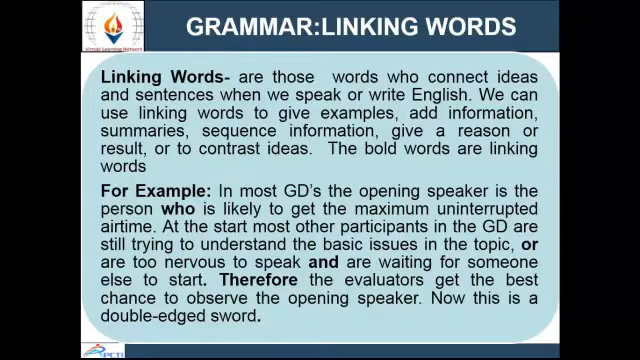 GRAMMAR:LINKING WORDS
Virtual Learning Network
Linking Words- are those words who connect ideas
and sentences when we speak or write English. We can
use linking words to give examples, add information,
summaries, sequence information, give a reason or
result, or to contrast ideas. The bold words are linking
words
For Example: In most GD's the opening speaker is the
person who is likely to get the maximum uninterrupted
airtime. At the start most other participants in the GD are
still trying to understand the basic issues in the topic, or
are too nervous to speak and are waiting for someone
else to start. Therefore the evaluators get the best
chance to observe the opening speaker. Now this is a
double-edged sword.